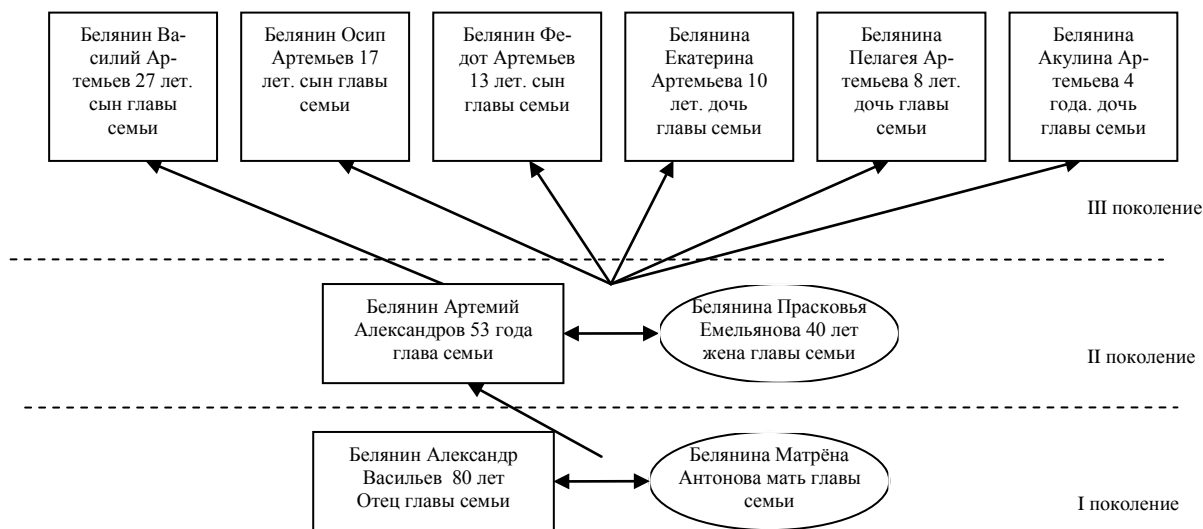 Белянин Ва-
силий Ар-
темьев 27 лет.
сын главы
семьи
Белянин Осип
Артемьев 17
лет. сын главы
семьи
Белянин Фе-
дот Артемьев
13 лет. сын
главы семьи
Белянина
Екатерина
Артемьева 10
лет. дочь
главы семьи
Белянина
Пелагея Ар-
темьева 8 лет.
дочь главы
семьи
Белянина
Акулина Ар-
темьева 4
года. дочь
главы семьи
III поколение
Белянин Артемий
Александров 53 года
глава семьи
Белянина Прасковья
Емельянова 40 лет
жена главы семьи
II поколение
Белянин Александр
Васильев 80 лет
Отец главы семьи
Белянина Матрёна
Антонова мать главы
семьи
I поколение